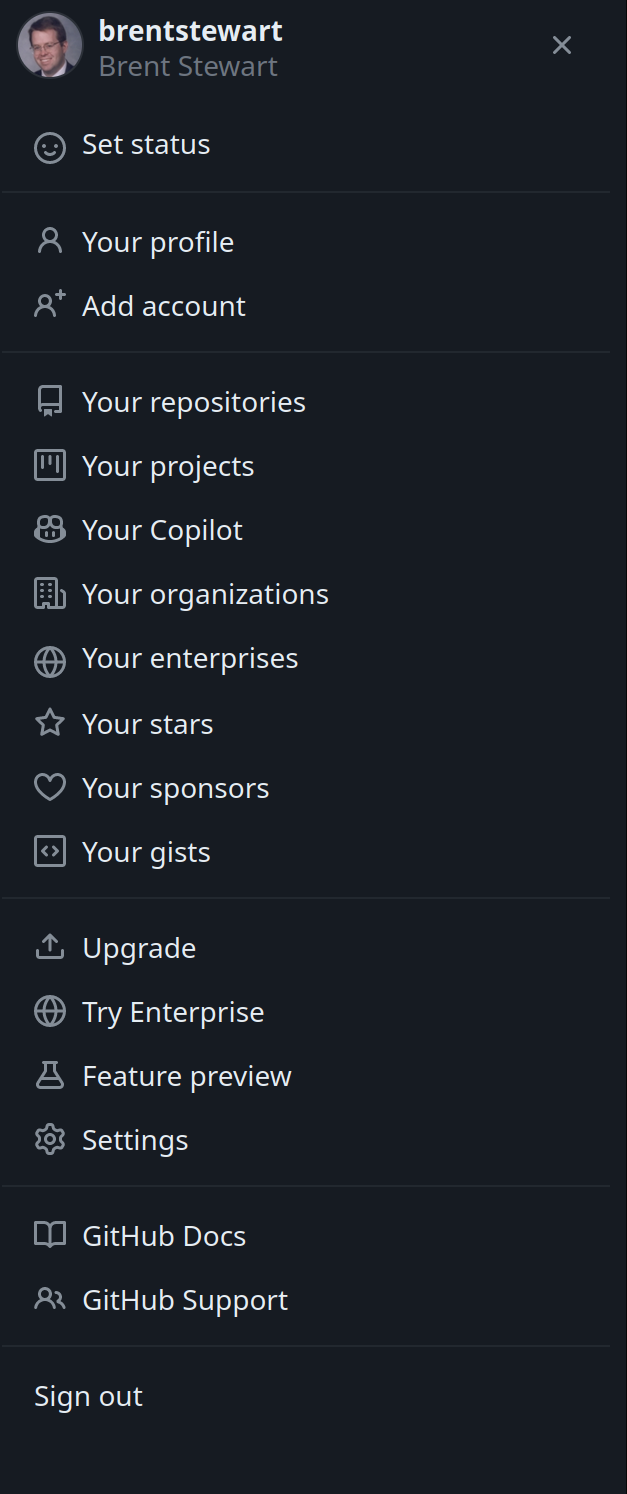 brentstewart
Brent Stewart
Set status
Your profile
Add account
Your repositories
Your projects
Your Copilot
Your organizations
Your enterprises
Your stars
Your sponsors
Your gists
Upgrade
Try Enterprise
Feature preview
Settings
GitHub Docs
GitHub Support
Sign out